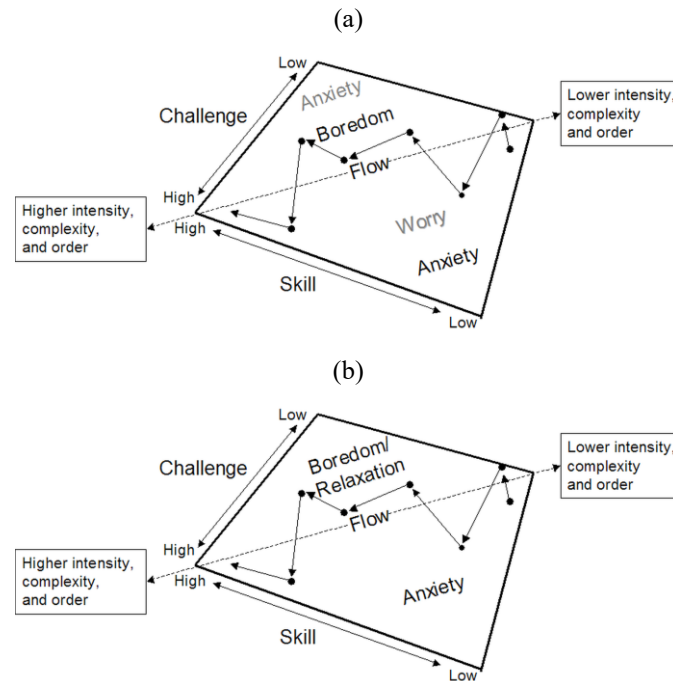 (a)
Low
Anxiety
Challenge
Boredom
Lower intensity,
complexity
and order
Flow
High
Higher intensity,
complexity,
and order
High
Worry
Anxiety
Skill
Low
(b)
Low
Boredom/
Relaxation
Challenge
Lower intensity,
complexity
and order
Flow
High
Higher intensity,
complexity,
and order
High
Anxiety
Skill
Low